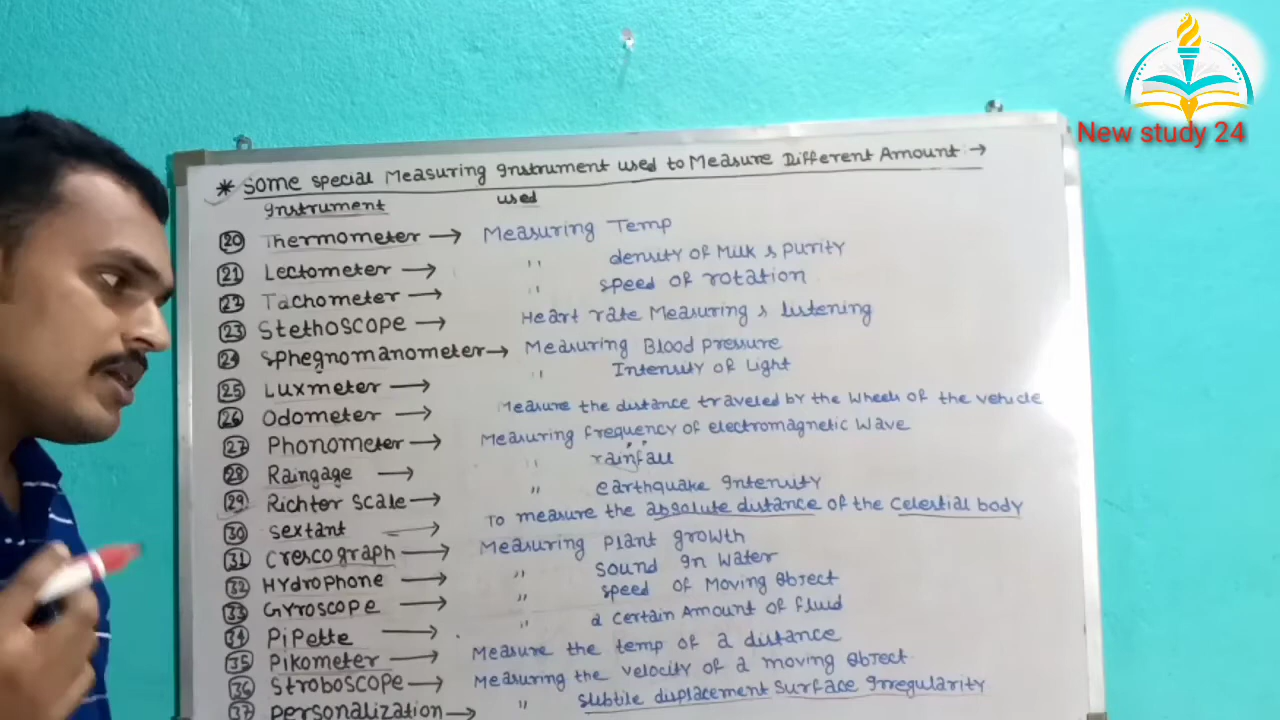 New study 24
* Some special Measuring Instrument used to Measure Different Amount →
Instrument used
20 Thermometer → Measuring Temp
21 Lectometer → " density of Milk & purity
22 Tachometer → " speed of rotation
23 Stethoscope → Heart rate Measuring & listening
24 Sphegnomanometer → Measuring Blood pressure
25 Luxmeter → " Intensity of Light
26 Odometer → Measure the distance traveled by the wheels of the vehicle
27 Phonometer → Measuring frequency of electromagnetic wave
28 Raingage → " rainfall
29 Richter Scale → " earthquake Intensity
30 sextant → To measure the absolute distance of the celestial body
31 Crescograph → Measuring Plant growth
32 Hydrophone → " sound In Water
33 Gyroscope → " speed of Moving Object
34 PiPette → " a certain Amount of fluid
35 Pikometer → Measure the temp of a distance
36 Stroboscope → Measuring the velocity of a moving object
37 personalization → " slibtile displacement surface Irregularity